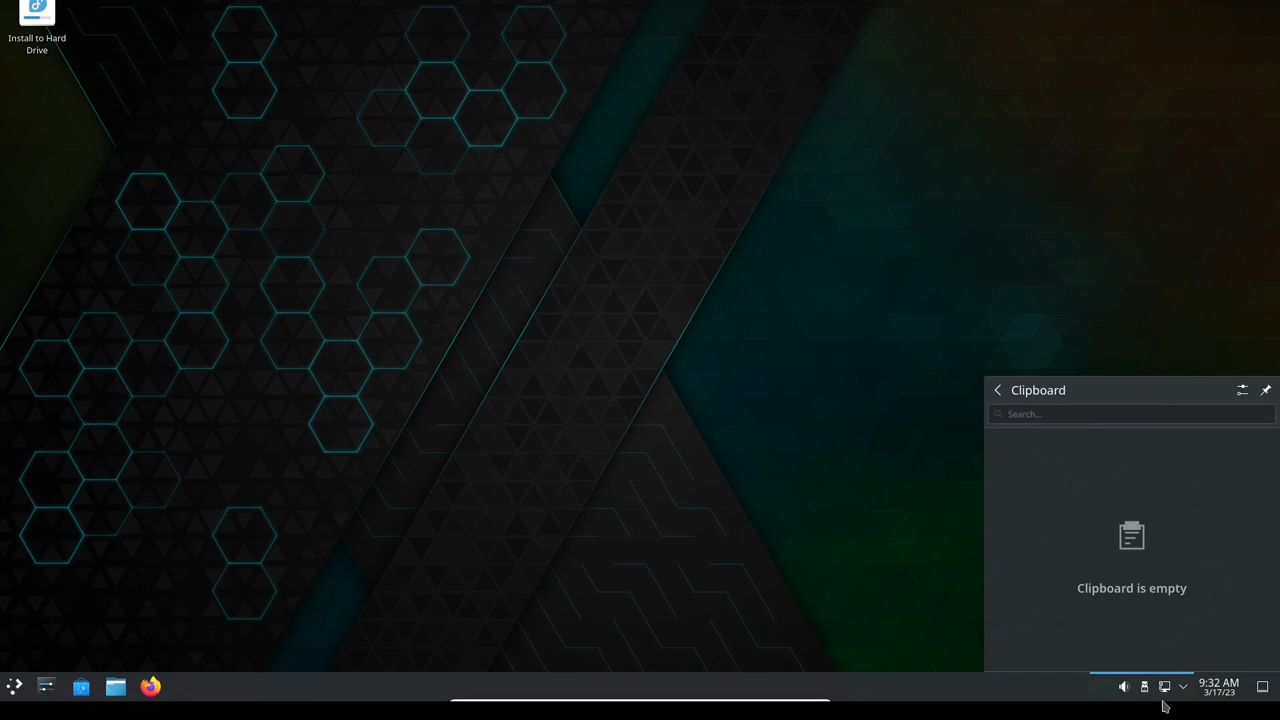 Install to Hard
Drive
Clipboard
Search...
Clipboard is empty
9:32 AM
3/17/23